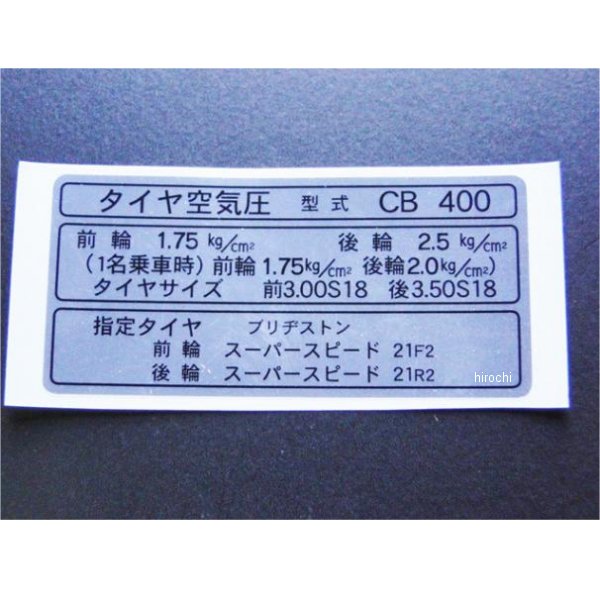 タイヤ空気圧 型式 CB 400
前輪 1.75 kg/cm² 後輪 2.5 kg/cm²
(1名乗車時) 前輪1.75kg/cm² 後輪2.0kg/cm²)
タイヤサイズ 前3.00S18 後3.50S18
指定タイヤ ブリヂストン
前輪 スーパースピード 21F2
後輪 スーパースピード 21R2
hirochi